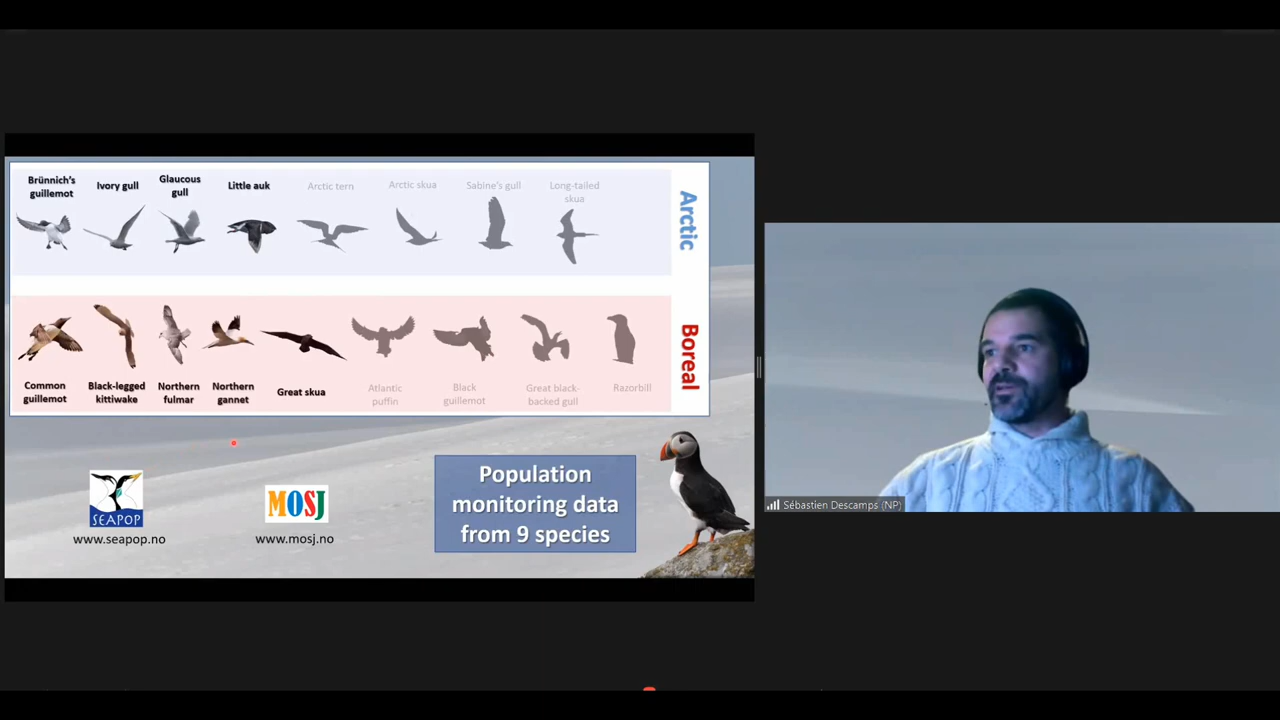 Brünnich's
guillemot
Ivory gull
Glaucous
gull
Little auk
Arctic tern
Arctic skua
Sabine's gull
Long-tailed
skua
Arctic
Boreal
Common
guillemot
Black-legged
kittiwake
Northern
fulmar
Northern
gannet
Great skua
Atlantic
puffin
Black
guillemot
Great black-
backed gull
Razorbill
SEAPOP
www.seapop.no
MOSJ
www.mosj.no
Population
monitoring data
from 9 species
Sébastien Descamps (NP)